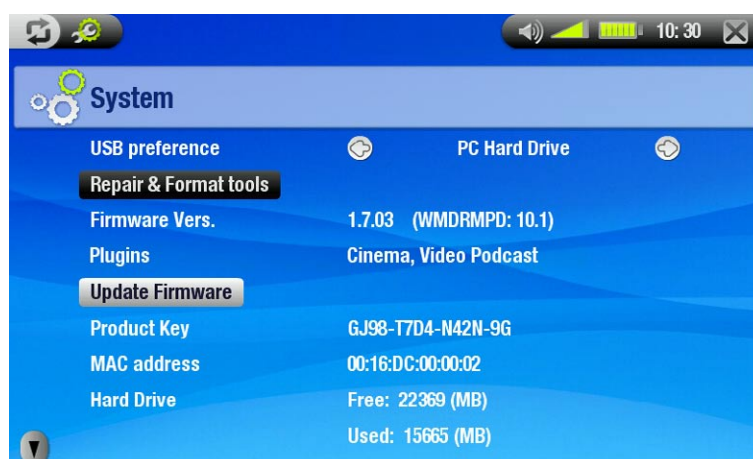 10:30
System
USB preference PC Hard Drive
Repair & Format tools
Firmware Vers. 1.7.03 (WMDRMPD: 10.1)
Plugins Cinema, Video Podcast
Update Firmware
Product Key GJ98-T7D4-N42N-9G
MAC address 00:16:DC:00:00:02
Hard Drive Free: 22369 (MB)
Used: 15665 (MB)